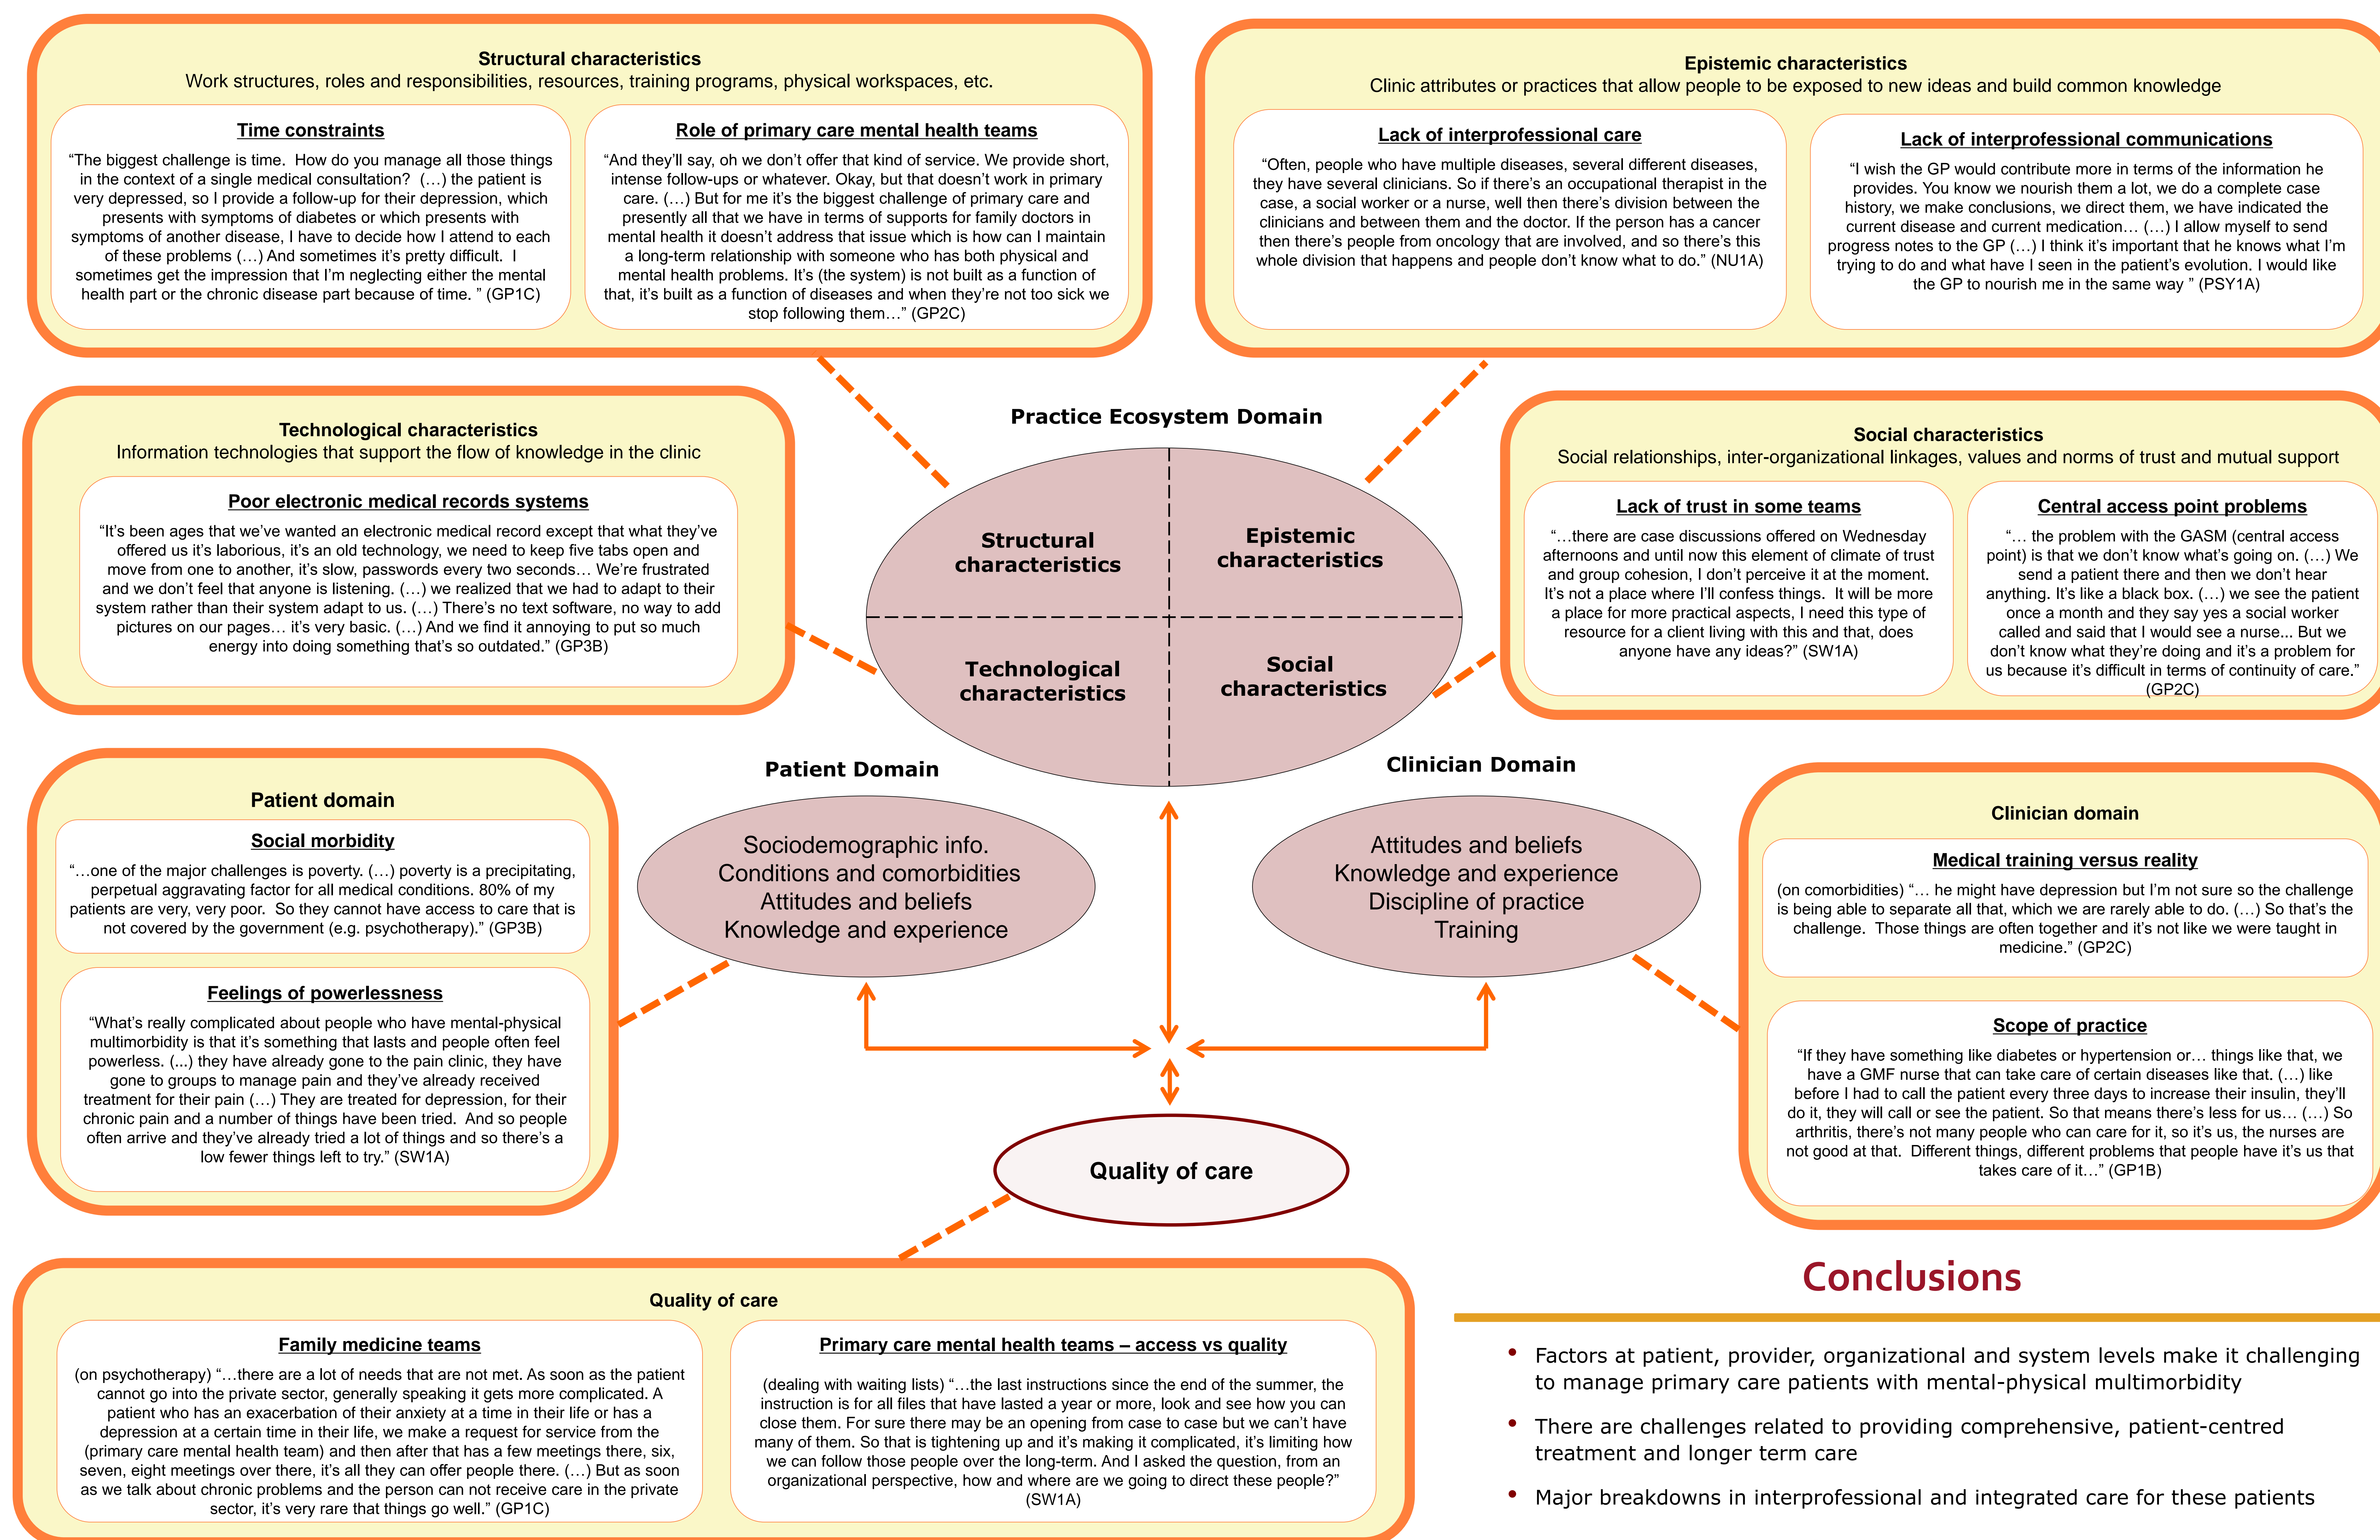 Structural characteristics
Work structures, roles and responsibilities, resources, training programs, physical workspaces, etc.
Time constraints
“The biggest challenge is time.  How do you manage all those things
in the context of a single medical consultation?  (…) the patient is
very depressed, so I provide a follow-up for their depression, which
presents with symptoms of diabetes or which presents with
symptoms of another disease, I have to decide how I attend to each
of these problems (…) And sometimes it’s pretty difficult.  I
sometimes get the impression that I’m neglecting either the mental
health part or the chronic disease part because of time. ” (GP1C)
Role of primary care mental health teams
“And they’ll say, oh we don’t offer that kind of service. We provide short,
intense follow-ups or whatever. Okay, but that doesn’t work in primary
care. (…) But for me it’s the biggest challenge of primary care and
presently all that we have in terms of supports for family doctors in
mental health it doesn’t address that issue which is how can I maintain
a long-term relationship with someone who has both physical and
mental health problems. It’s (the system) is not built as a function of
that, it’s built as a function of diseases and when they’re not too sick we
stop following them…” (GP2C)
Epistemic characteristics
Clinic attributes or practices that allow people to be exposed to new ideas and build common knowledge
Lack of interprofessional care
“Often, people who have multiple diseases, several different diseases,
they have several clinicians. So if there’s an occupational therapist in the
case, a social worker or a nurse, well then there’s division between the
clinicians and between them and the doctor. If the person has a cancer
then there’s people from oncology that are involved, and so there’s this
whole division that happens and people don’t know what to do.” (NU1A)
Lack of interprofessional communications
“I wish the GP would contribute more in terms of the information he
provides. You know we nourish them a lot, we do a complete case
history, we make conclusions, we direct them, we have indicated the
current disease and current medication… (…) I allow myself to send
progress notes to the GP (…) I think it’s important that he knows what I’m
trying to do and what have I seen in the patient’s evolution. I would like
the GP to nourish me in the same way ” (PSY1A)
Technological characteristics
Information technologies that support the flow of knowledge in the clinic
Poor electronic medical records systems
“It’s been ages that we’ve wanted an electronic medical record except that what they’ve
offered us it’s laborious, it’s an old technology, we need to keep five tabs open and
move from one to another, it’s slow, passwords every two seconds… We’re frustrated
and we don’t feel that anyone is listening. (…) we realized that we had to adapt to their
system rather than their system adapt to us. (…) There’s no text software, no way to add
pictures on our pages… it’s very basic. (…) And we find it annoying to put so much
energy into doing something that’s so outdated.” (GP3B)
Practice Ecosystem Domain
Structural
characteristics
Epistemic
characteristics
Technological
characteristics
Social
characteristics
Social characteristics
Social relationships, inter-organizational linkages, values and norms of trust and mutual support
Lack of trust in some teams
“…there are case discussions offered on Wednesday
afternoons and until now this element of climate of trust
and group cohesion, I don’t perceive it at the moment.
It’s not a place where I’ll confess things.  It will be more
a place for more practical aspects, I need this type of
resource for a client living with this and that, does
anyone have any ideas?” (SW1A)
Central access point problems
“… the problem with the GASM (central access
point) is that we don’t know what’s going on. (…) We
send a patient there and then we don’t hear
anything. It’s like a black box. (…) we see the patient
once a month and they say yes a social worker
called and said that I would see a nurse... But we
don’t know what they’re doing and it’s a problem for
us because it’s difficult in terms of continuity of care.”
(GP2C)
Patient domain
Social morbidity
“…one of the major challenges is poverty. (…) poverty is a precipitating,
perpetual aggravating factor for all medical conditions. 80% of my
patients are very, very poor.  So they cannot have access to care that is
not covered by the government (e.g. psychotherapy).” (GP3B)
Feelings of powerlessness
“What’s really complicated about people who have mental-physical
multimorbidity is that it’s something that lasts and people often feel
powerless. (...) they have already gone to the pain clinic, they have
gone to groups to manage pain and they’ve already received
treatment for their pain (…) They are treated for depression, for their
chronic pain and a number of things have been tried.  And so people
often arrive and they’ve already tried a lot of things and so there’s a
low fewer things left to try.” (SW1A)
Patient Domain
Sociodemographic info.
Conditions and comorbidities
Attitudes and beliefs
Knowledge and experience
Clinician Domain
Attitudes and beliefs
Knowledge and experience
Discipline of practice
Training
Clinician domain
Medical training versus reality
(on comorbidities) “… he might have depression but I’m not sure so the challenge
is being able to separate all that, which we are rarely able to do. (…) So that’s the
challenge.  Those things are often together and it’s not like we were taught in
medicine.” (GP2C)
Scope of practice
“If they have something like diabetes or hypertension or… things like that, we
have a GMF nurse that can take care of certain diseases like that. (…) like
before I had to call the patient every three days to increase their insulin, they’ll
do it, they will call or see the patient. So that means there’s less for us… (…) So
arthritis, there’s not many people who can care for it, so it’s us, the nurses are
not good at that.  Different things, different problems that people have it’s us that
takes care of it…” (GP1B)
Quality of care
Quality of care
Family medicine teams
(on psychotherapy) “…there are a lot of needs that are not met. As soon as the patient
cannot go into the private sector, generally speaking it gets more complicated. A
patient who has an exacerbation of their anxiety at a time in their life or has a
depression at a certain time in their life, we make a request for service from the
(primary care mental health team) and then after that has a few meetings there, six,
seven, eight meetings over there, it’s all they can offer people there. (…) But as soon
as we talk about chronic problems and the person can not receive care in the private
sector, it’s very rare that things go well.” (GP1C)
Primary care mental health teams – access vs quality
(dealing with waiting lists) “…the last instructions since the end of the summer, the
instruction is for all files that have lasted a year or more, look and see how you can
close them. For sure there may be an opening from case to case but we can’t have
many of them. So that is tightening up and it’s making it complicated, it’s limiting how
we can follow those people over the long-term. And I asked the question, from an
organizational perspective, how and where are we going to direct these people?”
(SW1A)
Conclusions
• Factors at patient, provider, organizational and system levels make it challenging
to manage primary care patients with mental-physical multimorbidity
• There are challenges related to providing comprehensive, patient-centred
treatment and longer term care
• Major breakdowns in interprofessional and integrated care for these patients